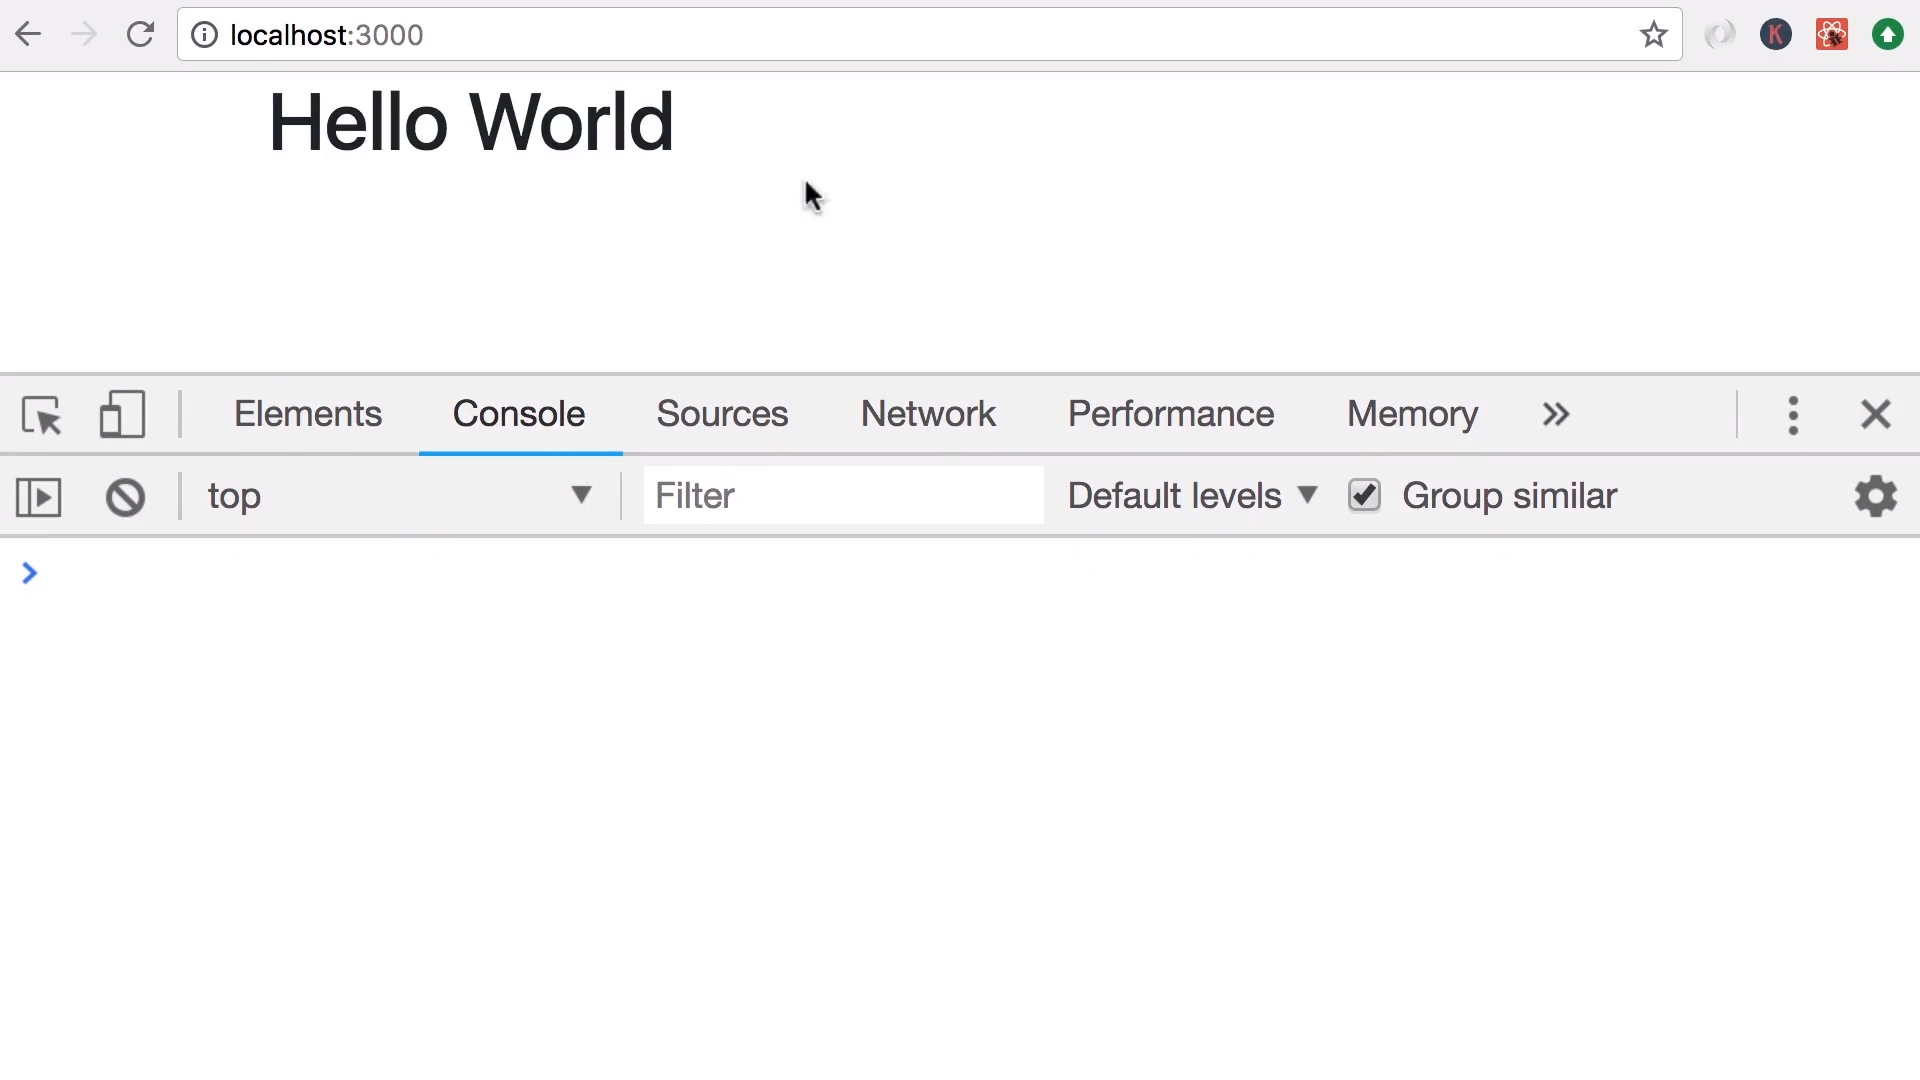 localhost:3000
K
Hello World
Elements Console Sources Network Performance Memory »
top Filter Default levels Group similar
>